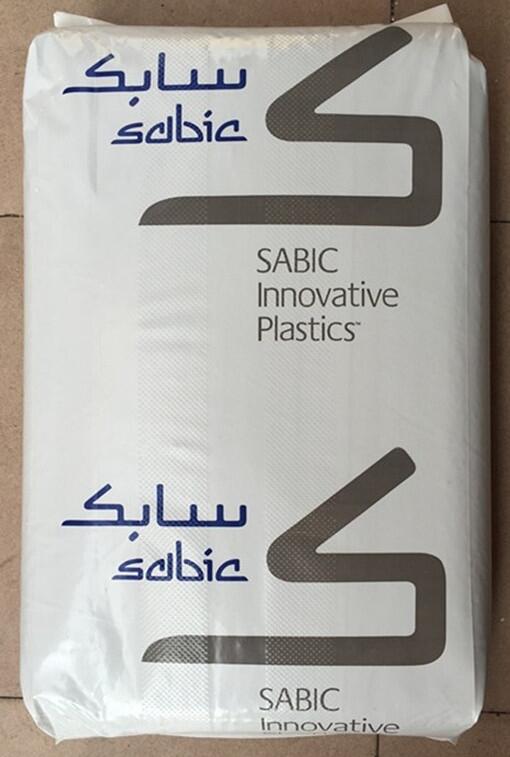 سابك
sabic
SABIC
Innovative
Plastics™
سابك
sabic
SABIC
Innovative